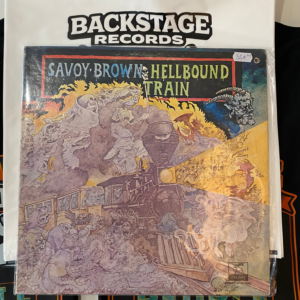 BACKSTAGE
RECORDS
SAVOY·BROWN HELLBOUND
TRAIN